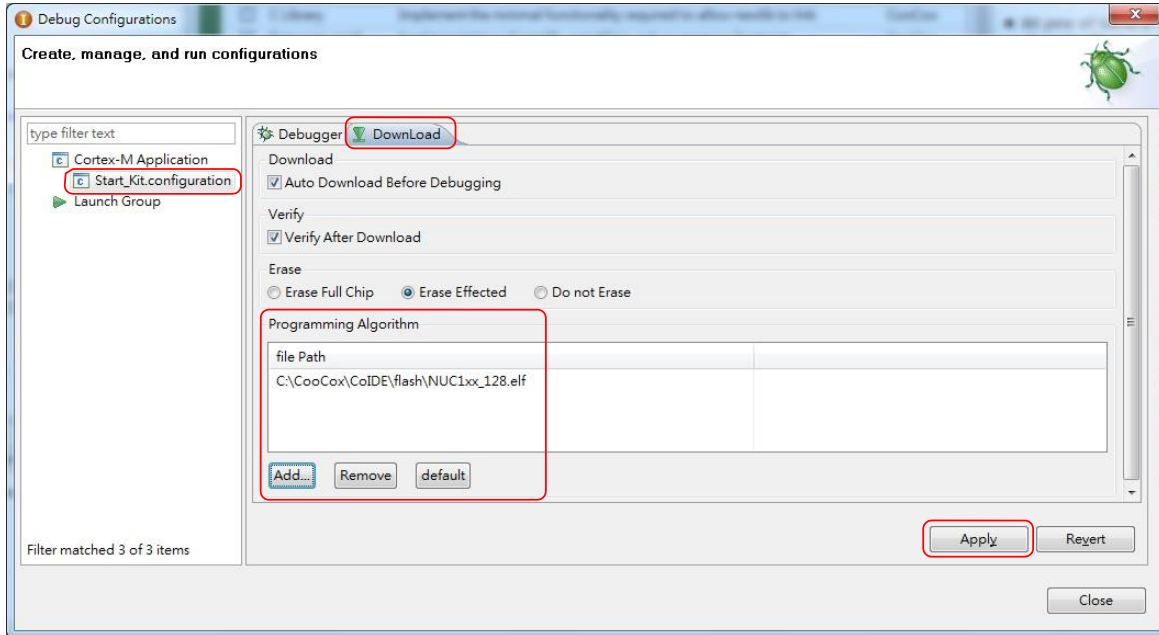 Debug Configurations
Create, manage, and run configurations
type filter text
Cortex-M Application
Start_Kit.configuration
Launch Group
Filter matched 3 of 3 items
Debugger
DownLoad
Download
Auto Download Before Debugging
Verify
Verify After Download
Erase
Erase Full Chip Erase Effected Do not Erase
Programming Algorithm
file Path
C:\CooCox\CoIDE\flash\NUC1xx_128.elf
Add... Remove default
Apply Revert
Close